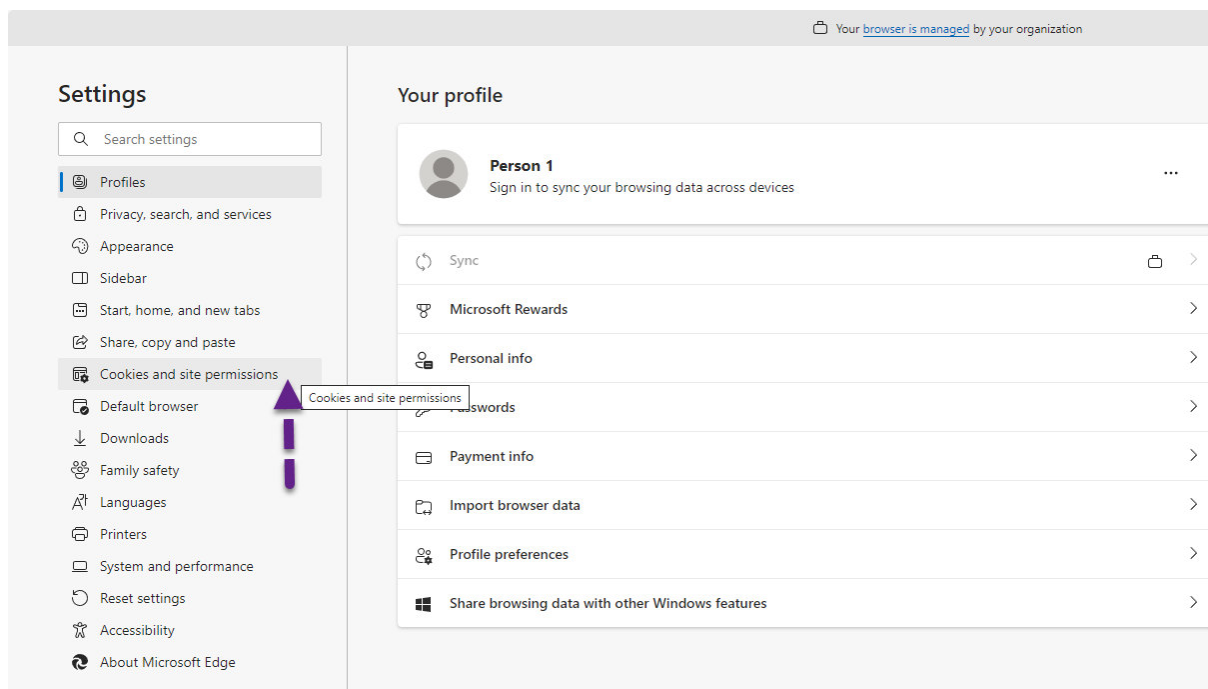 Your browser is managed by your organization
Settings
Search settings
Profiles
Privacy, search, and services
Appearance
Sidebar
Start, home, and new tabs
Share, copy and paste
Cookies and site permissions
Default browser
Downloads
Family safety
Languages
Printers
System and performance
Reset settings
Accessibility
About Microsoft Edge
Your profile
Person 1
Sign in to sync your browsing data across devices
Sync
Microsoft Rewards
Personal info
Cookies and site permissions
Passwords
Payment info
Import browser data
Profile preferences
Share browsing data with other Windows features